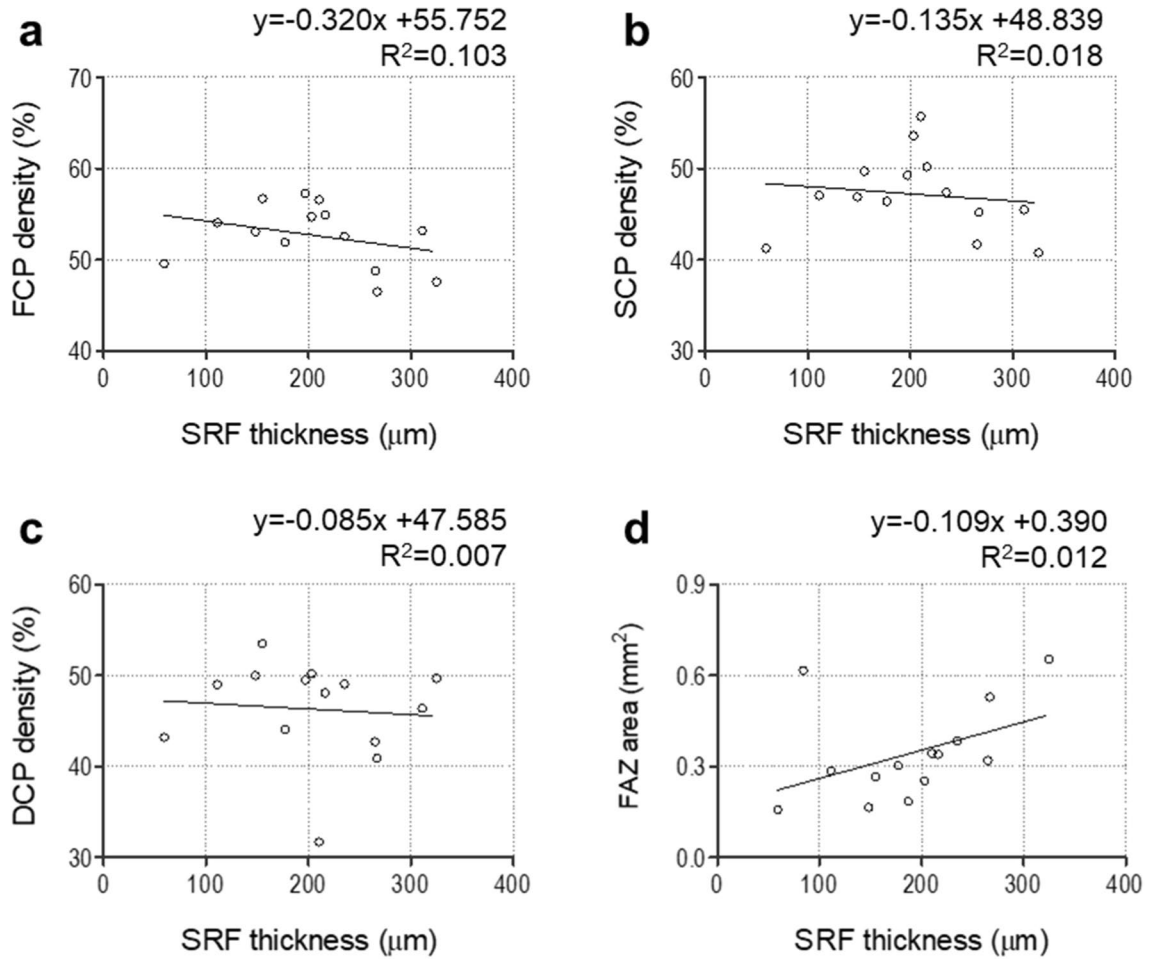 a
y=-0.320x +55.752
R²=0.103
70
60
50
40
FCP density (%)
0 100 200 300 400
SRF thickness (μm)
b
y=-0.135x +48.839
R²=0.018
60
50
40
30
SCP density (%)
0 100 200 300 400
SRF thickness (μm)
c
y=-0.085x +47.585
R²=0.007
60
50
40
30
DCP density (%)
0 100 200 300 400
SRF thickness (μm)
d
y=-0.109x +0.390
R²=0.012
0.9
0.6
0.3
0.0
FAZ area (mm²)
0 100 200 300 400
SRF thickness (μm)